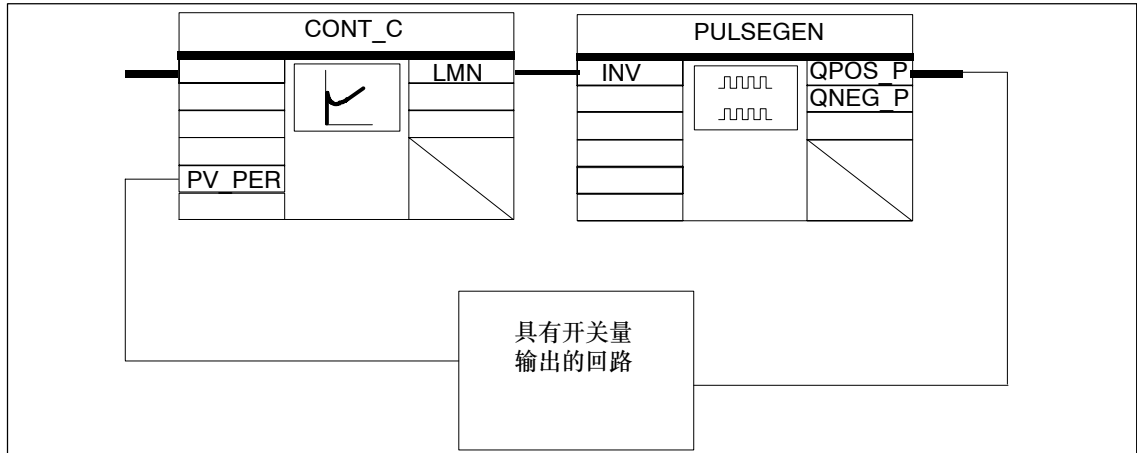 CONT_C
PULSEGEN
LMN
INV
QPOS_P
QNEG_P
PV_PER
具有开关量
输出的回路